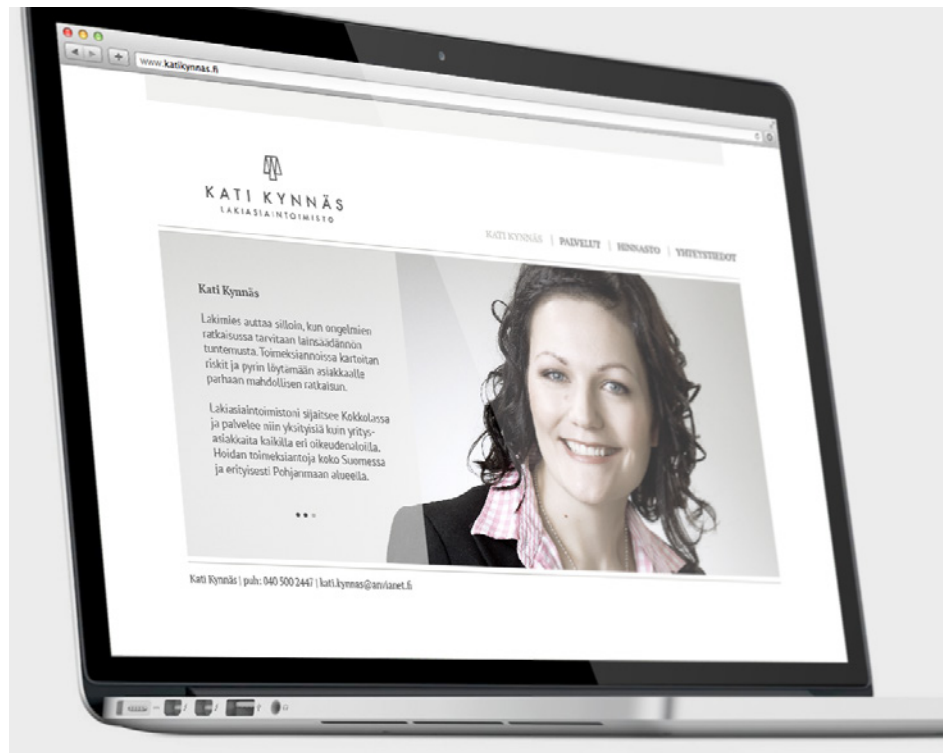 www.katikynnas.fi
KATI KYNNÄS
LAKIASIAINTOIMISTO
KATI KYNNÄS | PALVELUT | HINNASTO | YHTEYSTIEDOT
Kati Kynnäs
Lakimies auttaa silloin, kun ongelmien
ratkaisussa tarvitaan lainsäädännön
tuntemusta. Toimeksiannoissa kartoitan
riskit ja pyrin löytämään asiakkaalle
parhaan mahdollisen ratkaisun.
Lakiasiaintoimistoni sijaitsee Kokkolassa
ja palvelee niin yksityisiä kuin yritys-
asiakkaita kaikilla eri oikeudenaloilla.
Hoidan toimeksiantoja koko Suomessa
ja erityisesti Pohjanmaan alueella.
Kati Kynnäs | puh: 040 500 2447 | kati.kynnas@anvianet.fi